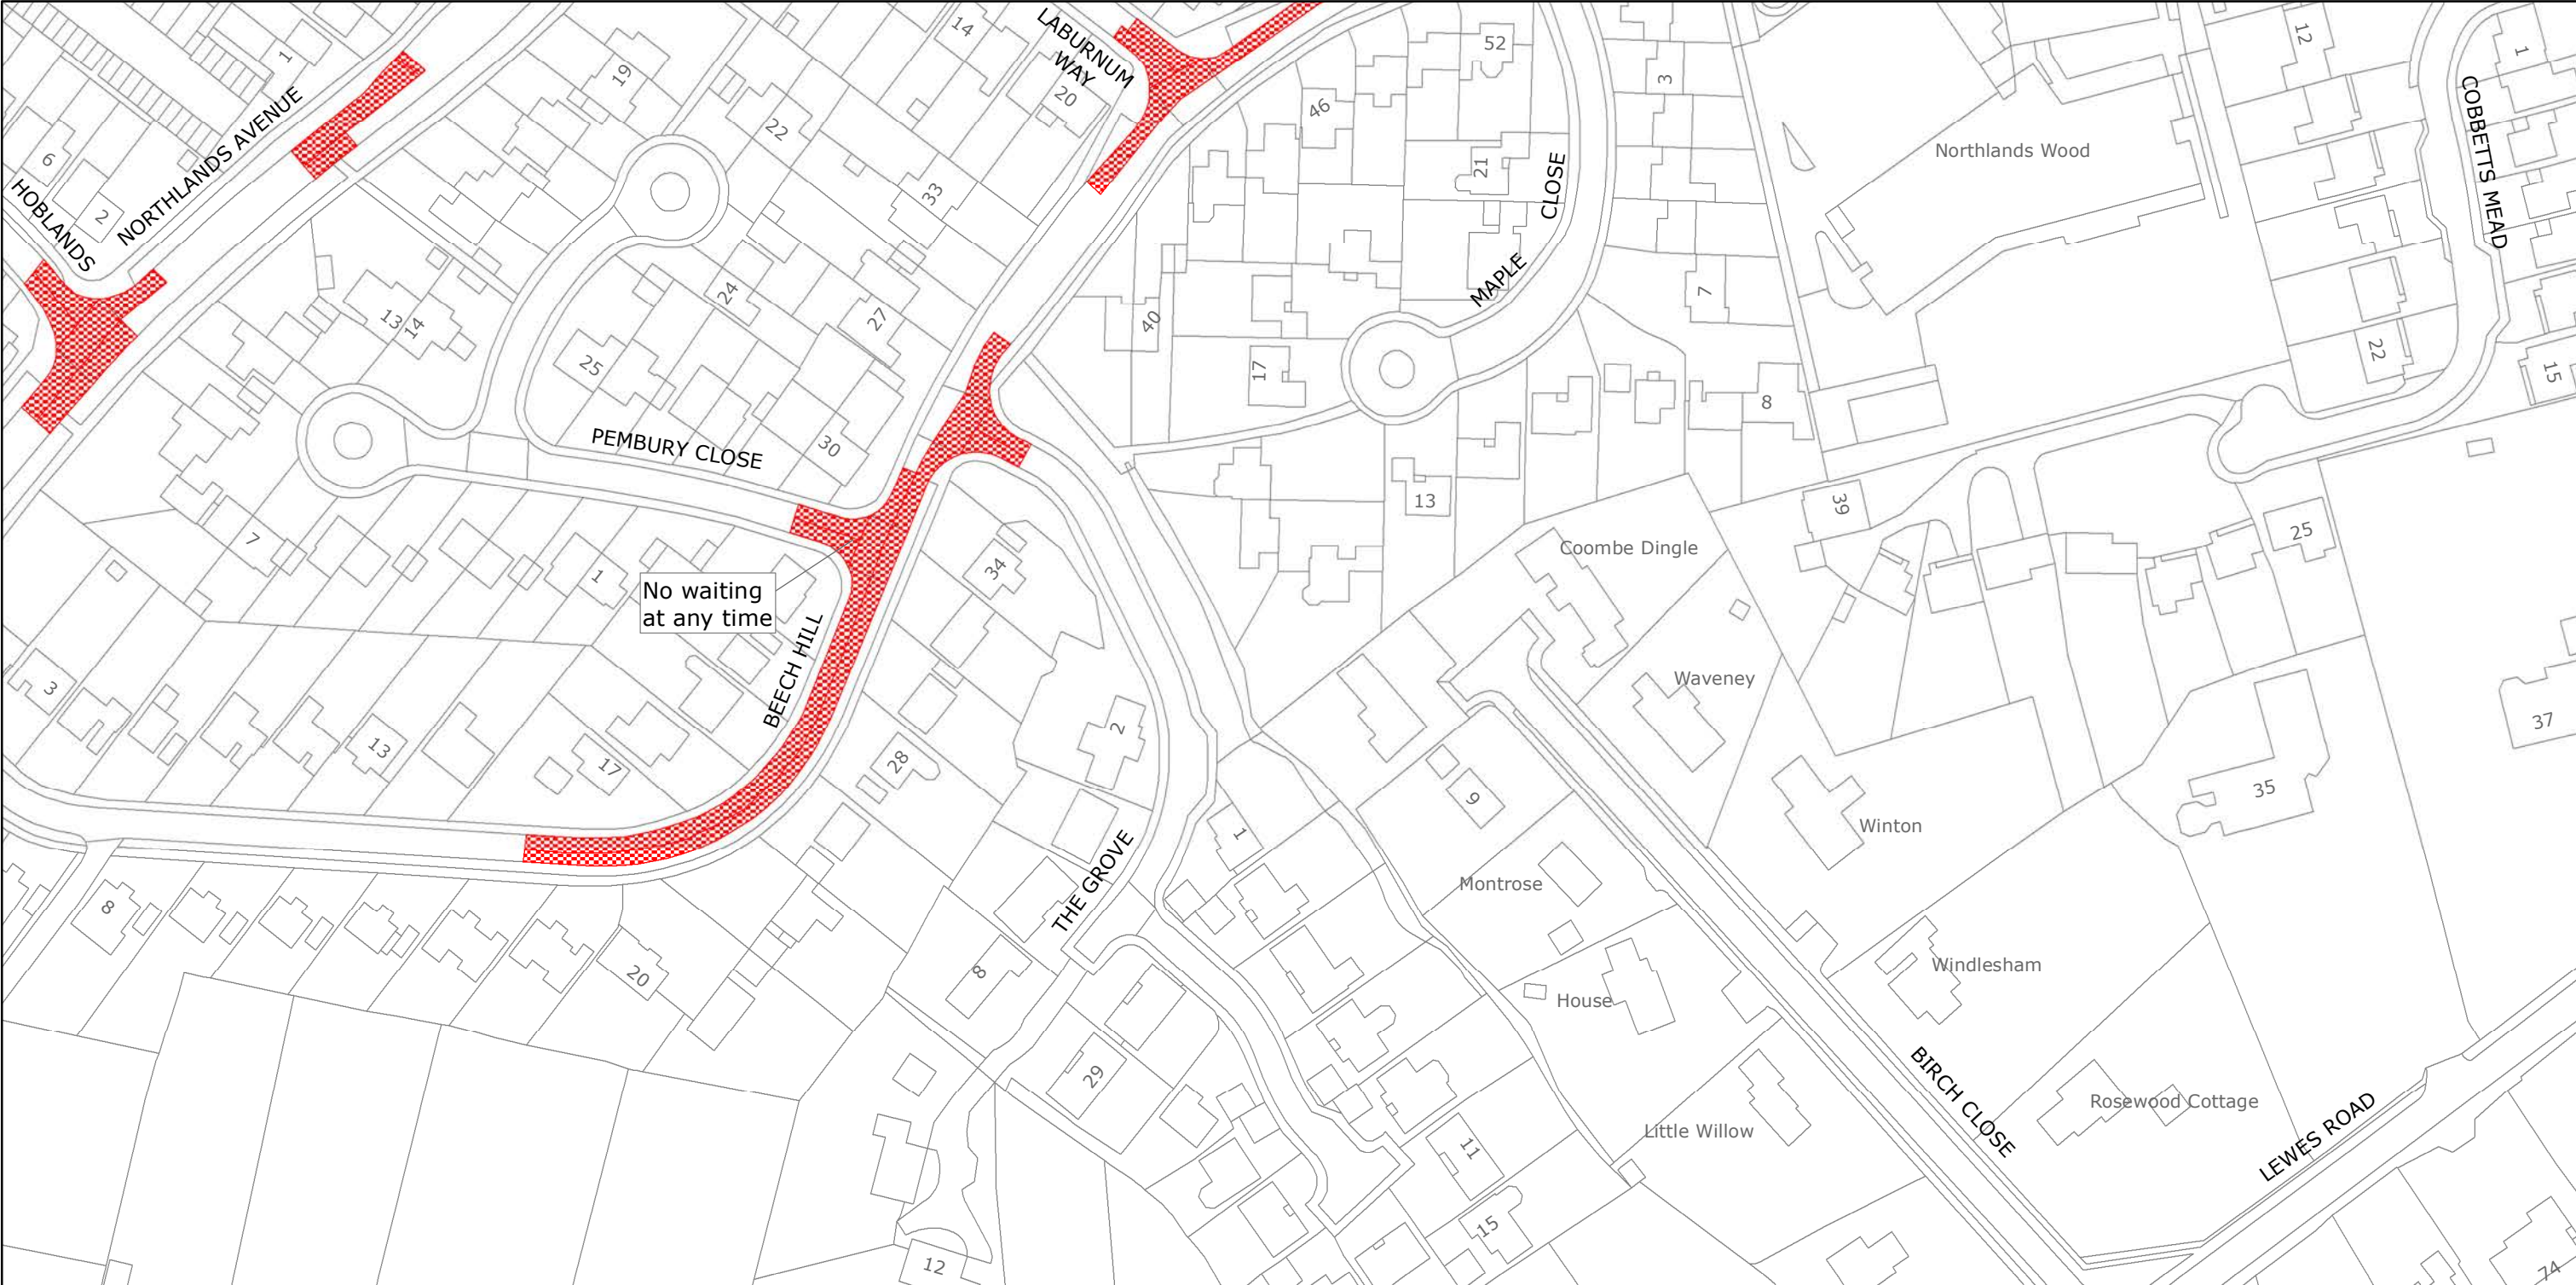 LABURNUM
WAY
14
20
52
46
3
12
1
COBBETTS MEAD
1
19
22
NORTHLANDS AVENUE
6
2
HOBLANDS
33
21
CLOSE
MAPLE
Northlands Wood
7
24
27
13
14
40
25
17
22
15
8
PEMBURY CLOSE
30
13
39
25
7
1
34
Coombe Dingle
No waiting
at any time
BEECH HILL
3
13
17
28
2
Waveney
37
35
9
Winton
1
THE GROVE
Montrose
8
20
8
Windlesham
House
29
BIRCH CLOSE
Rosewood Cottage
LEWES ROAD
Little Willow
11
15
12
74